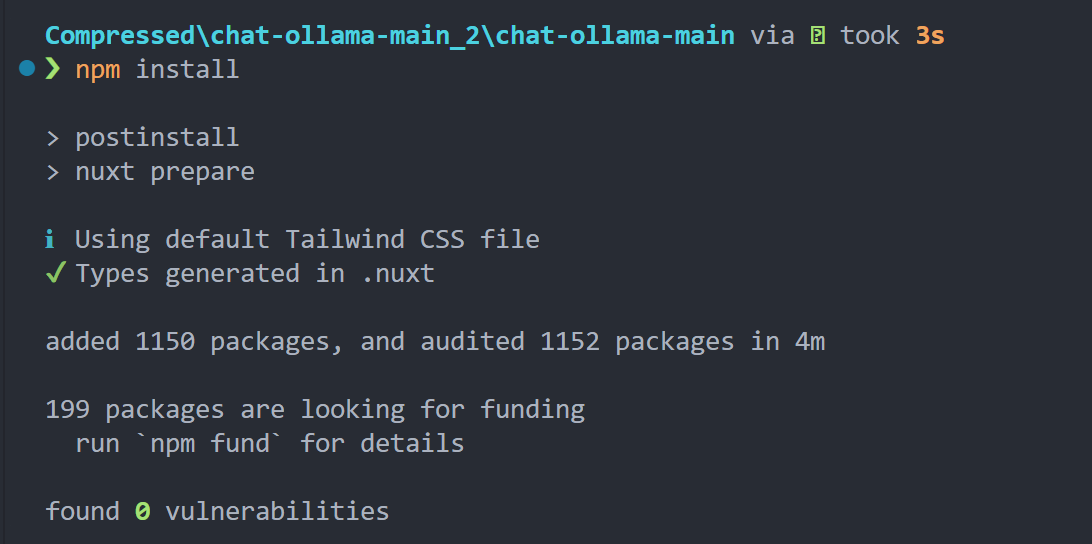 Compressed\chat-ollama-main_2\chat-ollama-main via took 3s
❯ npm install
> postinstall
> nuxt prepare
ℹ Using default Tailwind CSS file
✓ Types generated in .nuxt
added 1150 packages, and audited 1152 packages in 4m
199 packages are looking for funding
run `npm fund` for details
found 0 vulnerabilities